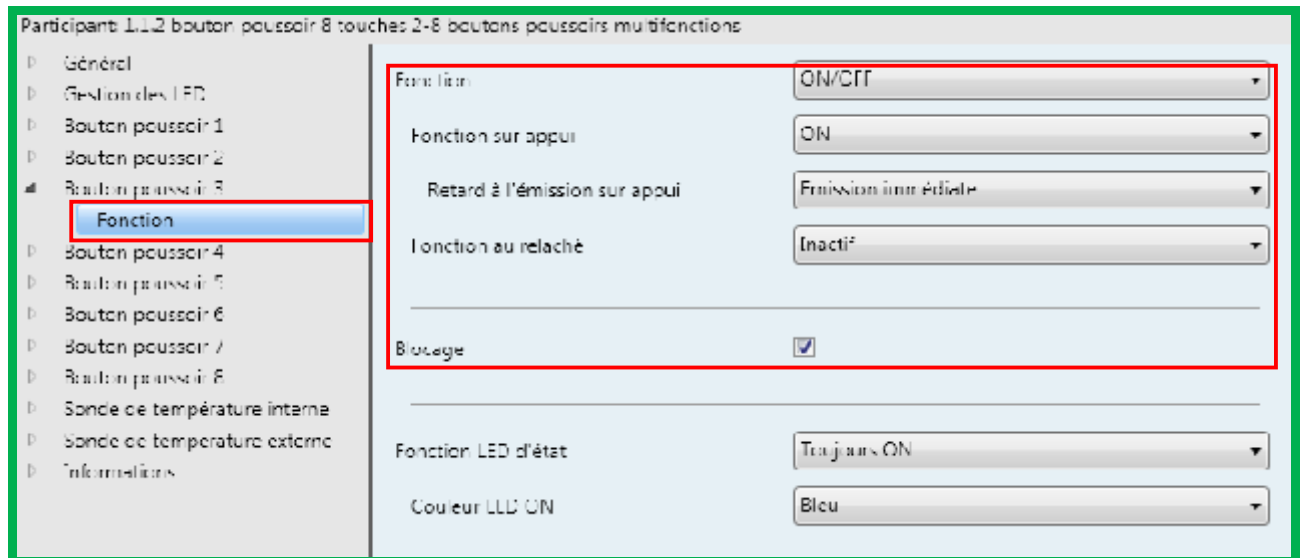 Participant: 1.1.2 bouton poussoir 8 touches 2-8 boutons poussoirs multifonctions
Général
Gestion des LED
Bouton poussoir 1
Bouton poussoir 2
Bouton poussoir 3
Fonction
Bouton poussoir 4
Bouton poussoir 5
Bouton poussoir 6
Bouton poussoir 7
Bouton poussoir 8
Sonde de température interne
Sonde de temperature externe
Informations
Fonction
ON/OFF
Fonction sur appui
ON
Retard à l'émission sur appui
Emission immédiate
Fonction au relaché
Inactif
Blocage
Fonction LED d'état
Toujours ON
Couleur LED ON
Bleu